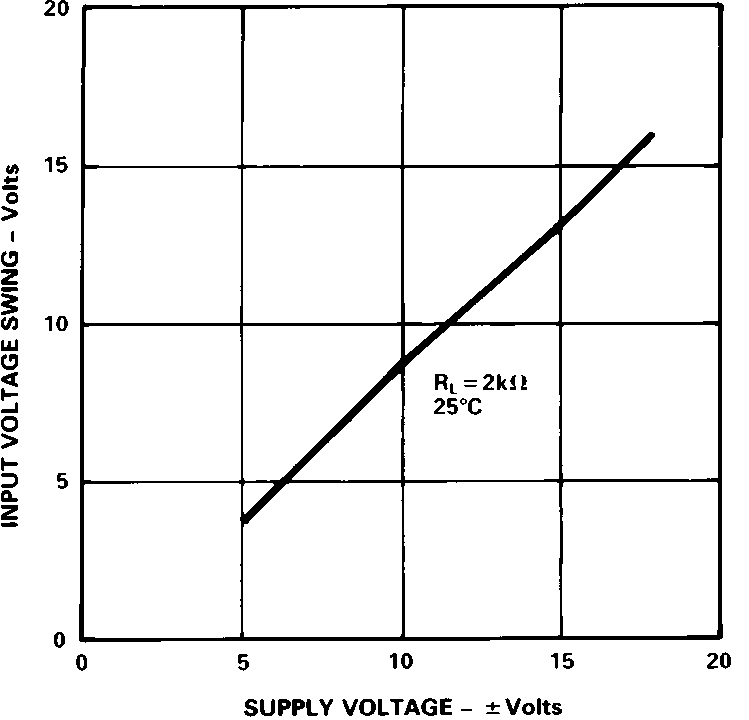 20
15
10
5
0
0 5 10 15 20
INPUT VOLTAGE SWING – Volts
RL = 2kΩ
25°C
SUPPLY VOLTAGE – ± Volts